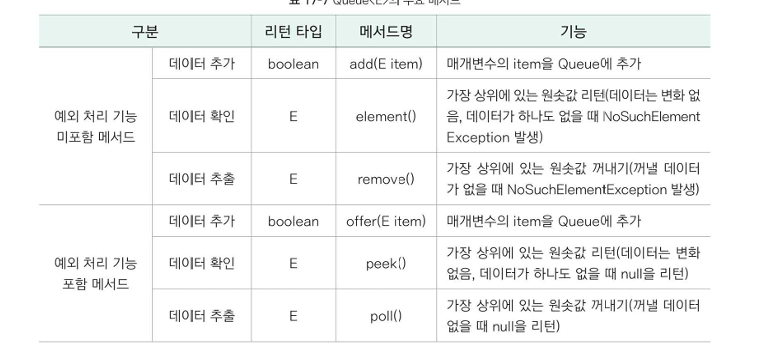 표 17-7 Queue<E>의 주요 메서드
구분 리턴 타입 메서드명 기능
데이터 추가 boolean add(E item) 매개변수의 item을 Queue에 추가
예외 처리 기능
미포함 메서드
데이터 확인 E element()
가장 상위에 있는 원솟값 리턴(데이터는 변화 없
음, 데이터가 하나도 없을 때 NoSuchElement
Exception 발생)
데이터 추출 E remove()
가장 상위에 있는 원솟값 꺼내기(꺼낼 데이터
가 없을 때 NoSuchElementException 발생)
데이터 추가 boolean offer(E item) 매개변수의 item을 Queue에 추가
예외 처리 기능
포함 메서드
데이터 확인 E peek()
가장 상위에 있는 원솟값 리턴(데이터는 변화
없음, 데이터가 하나도 없을 때 null을 리턴)
데이터 추출 E poll()
가장 상위에 있는 원솟값 꺼내기(꺼낼 데이터
없을 때 null을 리턴)